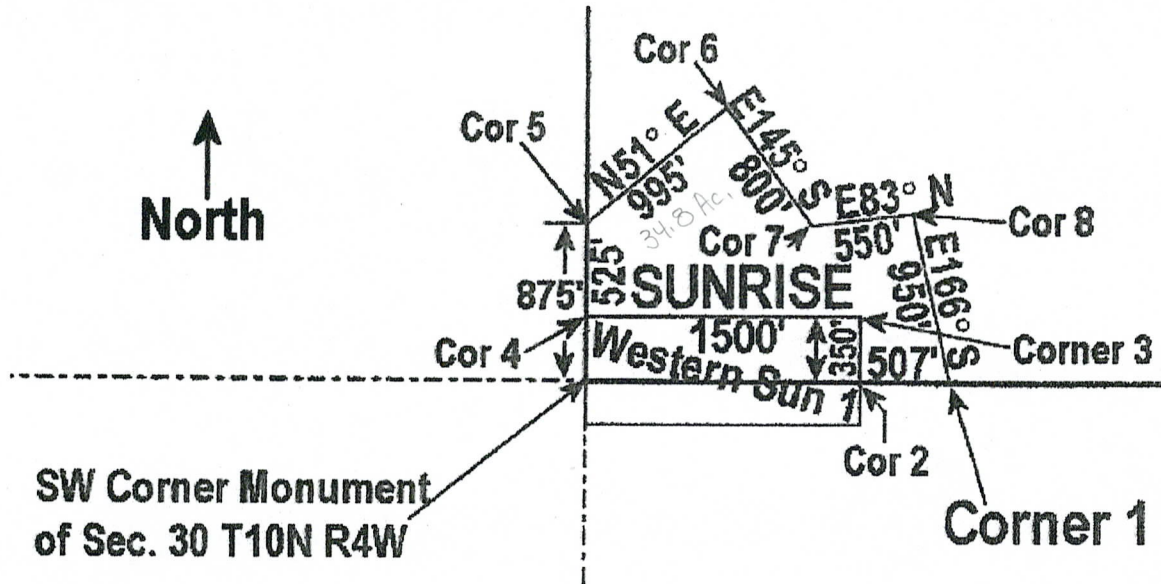 Cor 6
Cor 5
North
N51° E
995'
34.8 Ac.
E145° S
800'
E83° N
550'
Cor 7
Cor 8
E166° S
950'
875'
525'
SUNRISE
1500'
350'
507'
Cor 4
Western Sun 1
Corner 3
Cor 2
SW Corner Monument
of Sec. 30 T10N R4W
Corner 1